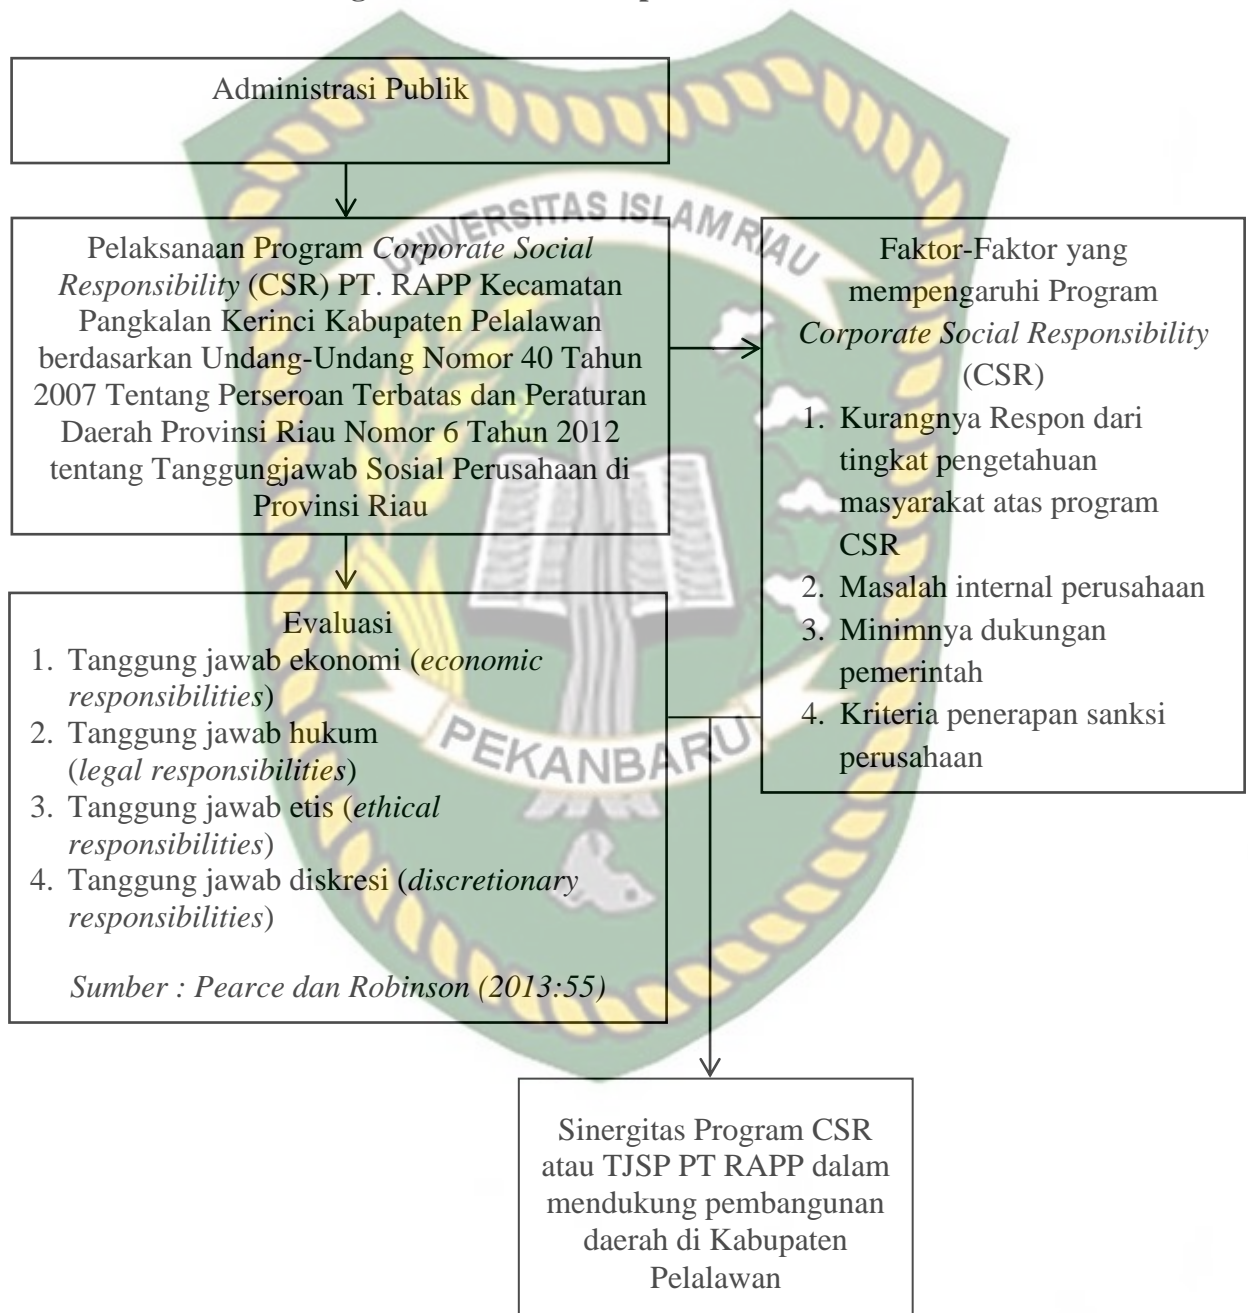 Administrasi Publik
Pelaksanaan Program Corporate Social
Responsibility (CSR) PT. RAPP Kecamatan
Pangkalan Kerinci Kabupaten Pelalawan
berdasarkan Undang-Undang Nomor 40 Tahun
2007 Tentang Perseroan Terbatas dan Peraturan
Daerah Provinsi Riau Nomor 6 Tahun 2012
tentang Tanggungjawab Sosial Perusahaan di
Provinsi Riau
Faktor-Faktor yang
mempengaruhi Program
Corporate Social Responsibility
(CSR)
1. Kurangnya Respon dari
tingkat pengetahuan
masyarakat atas program
CSR
2. Masalah internal perusahaan
3. Minimnya dukungan
pemerintah
4. Kriteria penerapan sanksi
perusahaan
Evaluasi
1. Tanggung jawab ekonomi (economic
responsibilities)
2. Tanggung jawab hukum
(legal responsibilities)
3. Tanggung jawab etis (ethical
responsibilities)
4. Tanggung jawab diskresi (discretionary
responsibilities)
Sumber : Pearce dan Robinson (2013:55)
Sinergitas Program CSR
atau TJSP PT RAPP dalam
mendukung pembangunan
daerah di Kabupaten
Pelalawan
UNIVERSITAS ISLAM RIAU
PEKANBARU